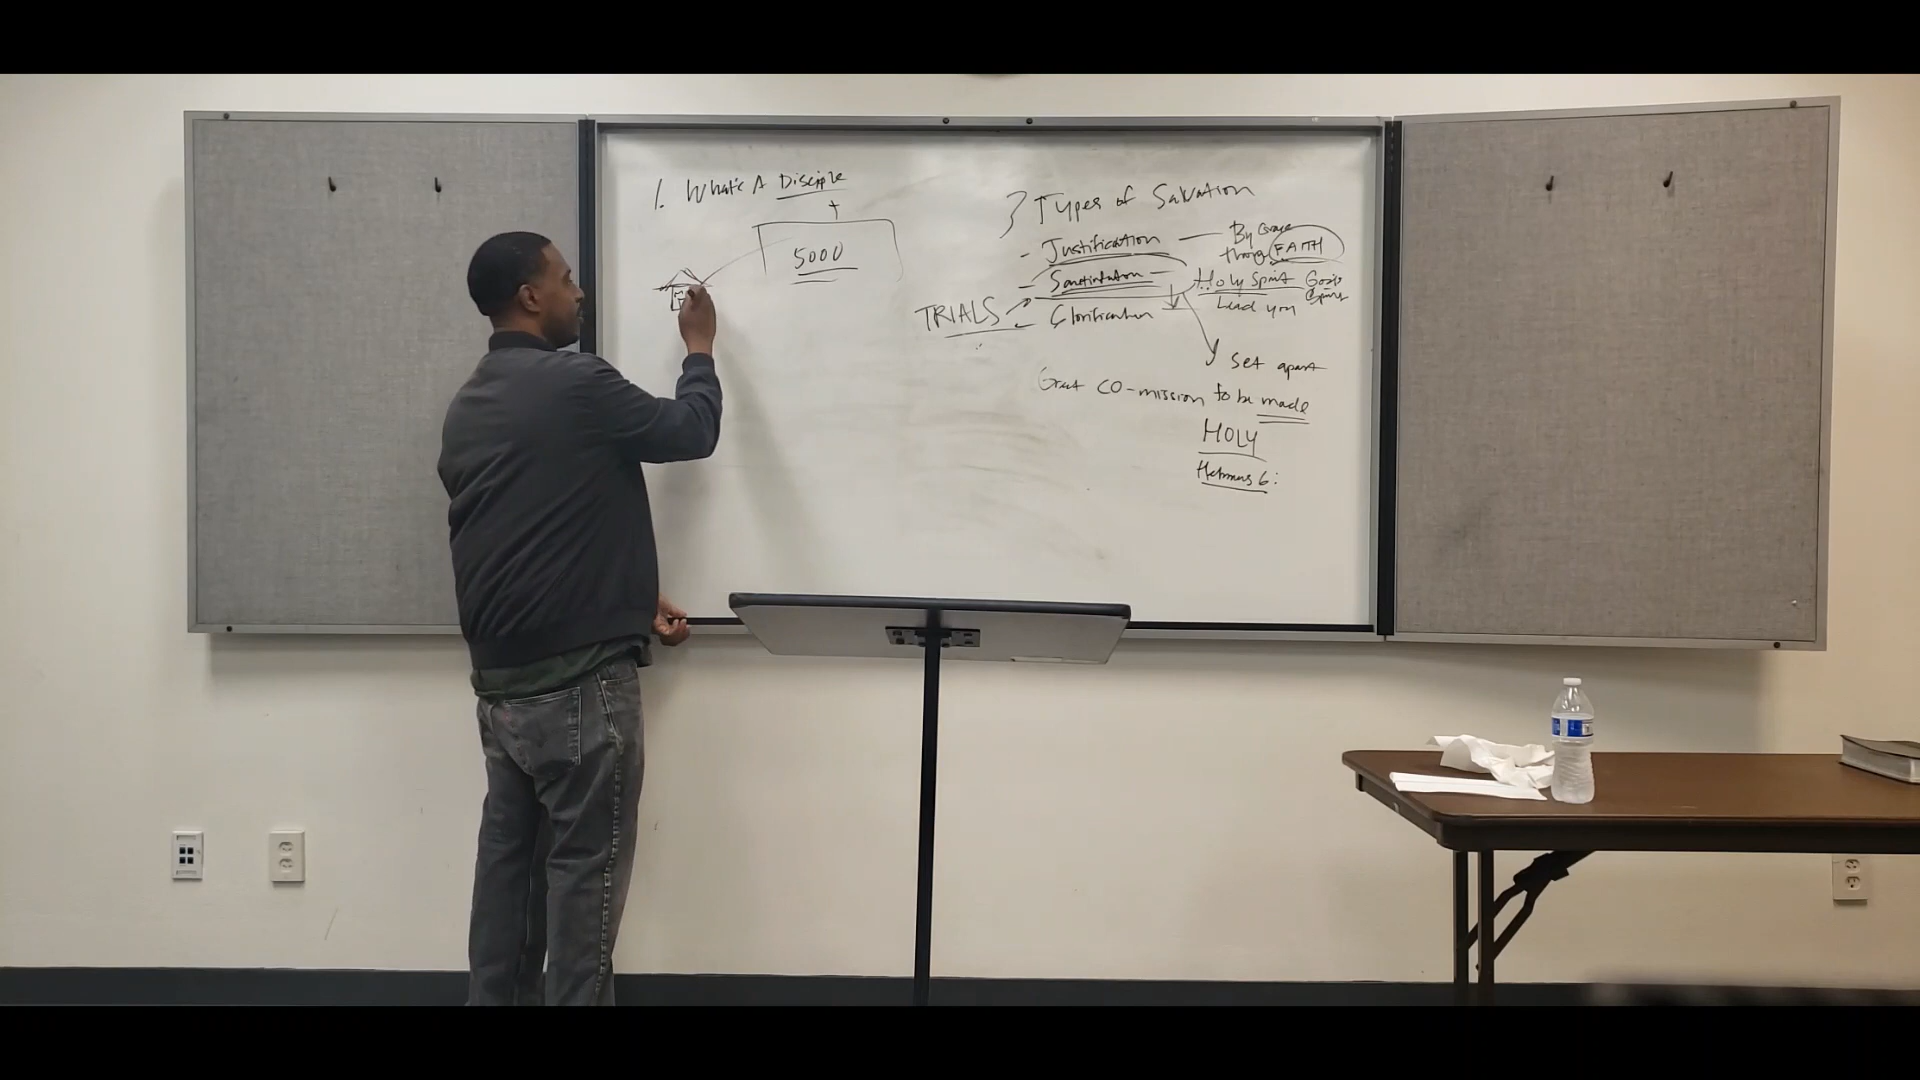 1. What's A Disciple
5000
3 Types of Salvation
- Justification — By Grace
through FAITH
- Sanctification — Holy Spirit God's
Lead you
TRIALS
- Glorification
Set apart
Great CO-mission to be made
HOLY
Hebrews 6: